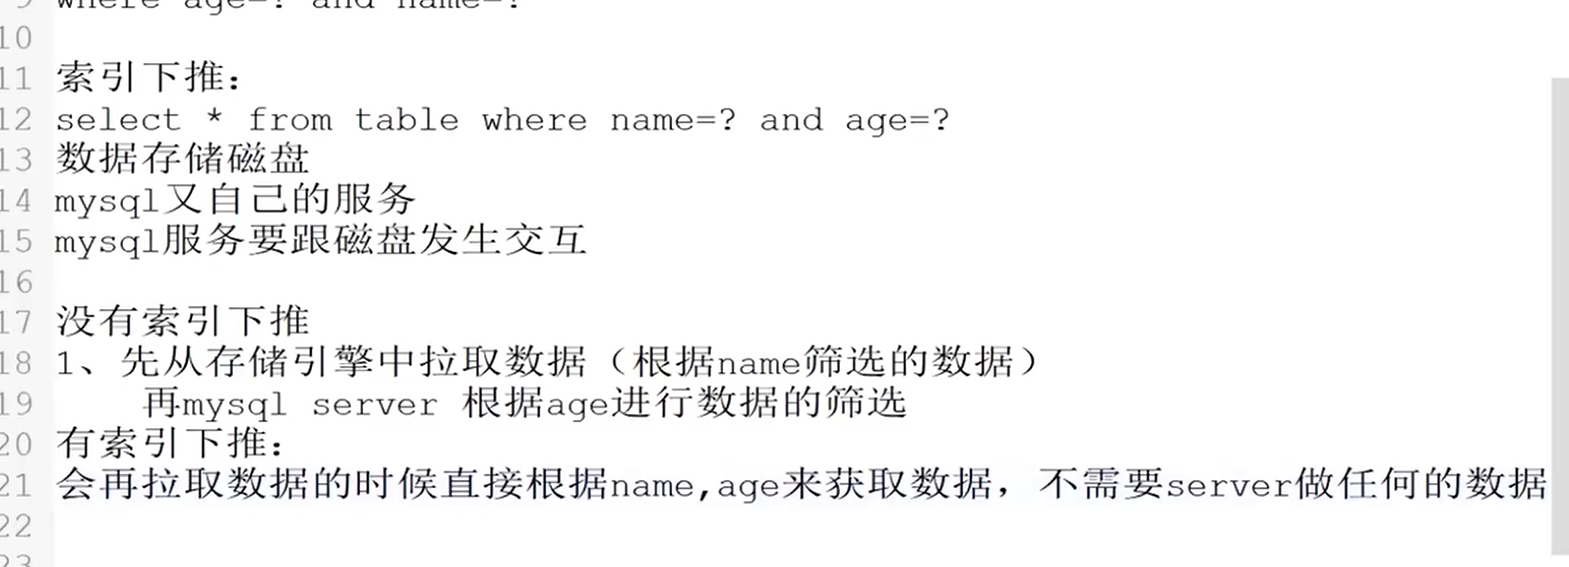 where age=? and name=?
10
11 索引下推：
12 select * from table where name=? and age=?
13 数据存储磁盘
14 mysql又自己的服务
15 mysql服务要跟磁盘发生交互
16
17 没有索引下推
18 1、先从存储引擎中拉取数据（根据name筛选的数据）
19 再mysql server 根据age进行数据的筛选
20 有索引下推：
21 会再拉取数据的时候直接根据name,age来获取数据，不需要server做任何的数据
22
23